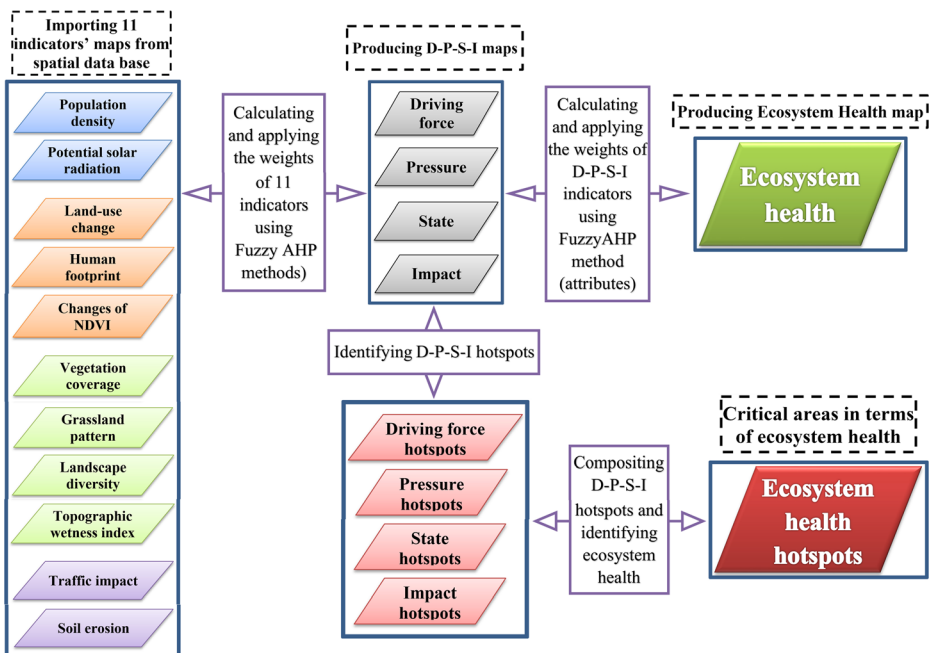 Importing 11
indicators' maps from
spatial data base
Population
density
Potential solar
radiation
Land-use
change
Human
footprint
Changes of
NDVI
Vegetation
coverage
Grassland
pattern
Landscape
diversity
Topographic
wetness index
Traffic impact
Soil erosion
Calculating
and applying
the weights
of 11
indicators
using
Fuzzy AHP
methods)
Producing D-P-S-I maps
Driving
force
Pressure
State
Impact
Calculating
and applying
the weights of
D-P-S-I
indicators
using
FuzzyAHP
method
(attributes)
Producing Ecosystem Health map
Ecosystem
health
Identifying D-P-S-I hotspots
Driving force
hotspots
Pressure
hotspots
State
hotspots
Impact
hotspots
Compositing
D-P-S-I
hotspots and
identifying
ecosystem
health
Critical areas in terms
of ecosystem health
Ecosystem
health
hotspots